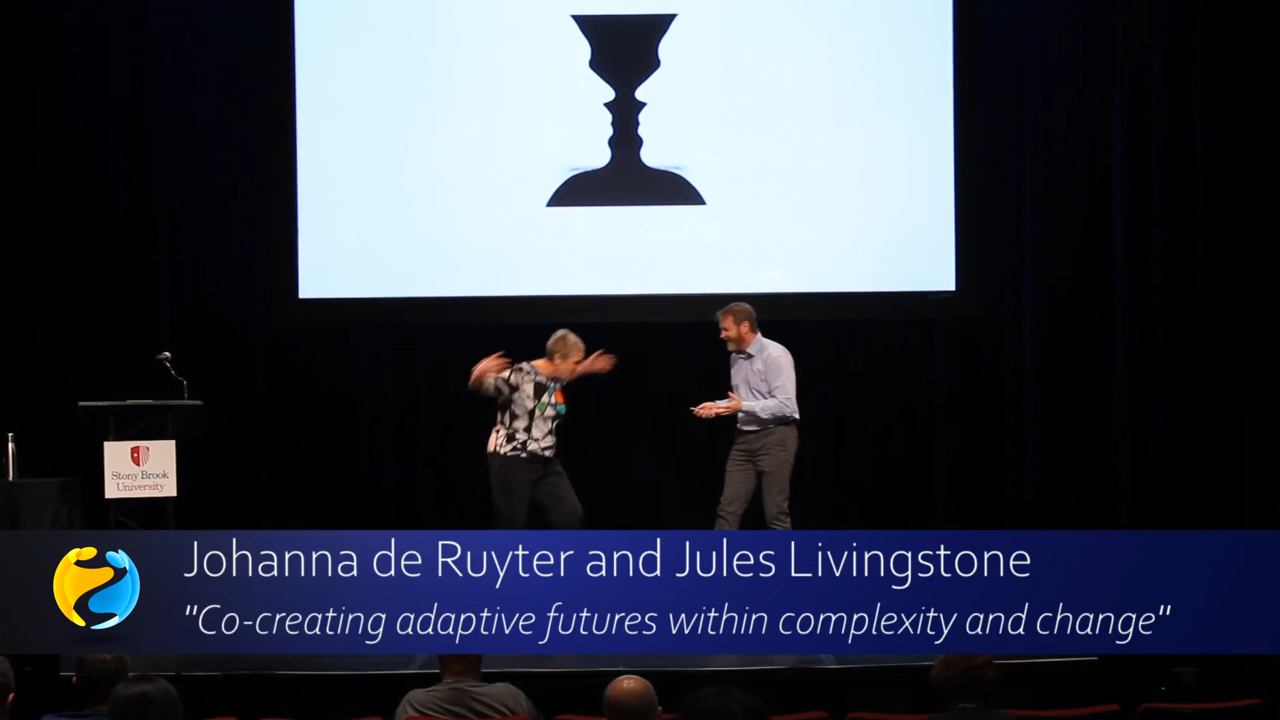 Stony Brook
University
Johanna de Ruyter and Jules Livingstone
"Co-creating adaptive futures within complexity and change"